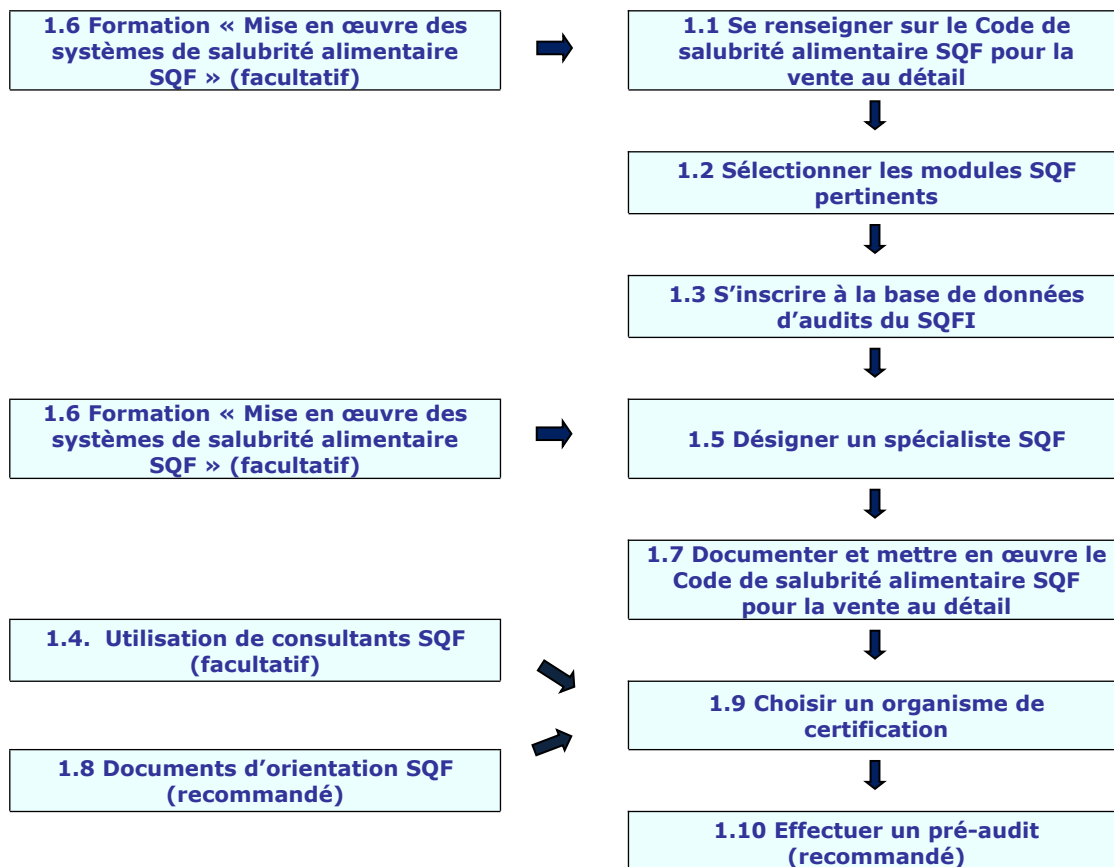 1.6 Formation « Mise en œuvre des
systèmes de salubrité alimentaire
SQF » (facultatif)
1.1 Se renseigner sur le Code de
salubrité alimentaire SQF pour la
vente au détail
1.2 Sélectionner les modules SQF
pertinents
1.3 S’inscrire à la base de données
d’audits du SQFI
1.6 Formation « Mise en œuvre des
systèmes de salubrité alimentaire
SQF » (facultatif)
1.5 Désigner un spécialiste SQF
1.7 Documenter et mettre en œuvre le
Code de salubrité alimentaire SQF
pour la vente au détail
1.4. Utilisation de consultants SQF
(facultatif)
1.9 Choisir un organisme de
certification
1.8 Documents d’orientation SQF
(recommandé)
1.10 Effectuer un pré-audit
(recommandé)